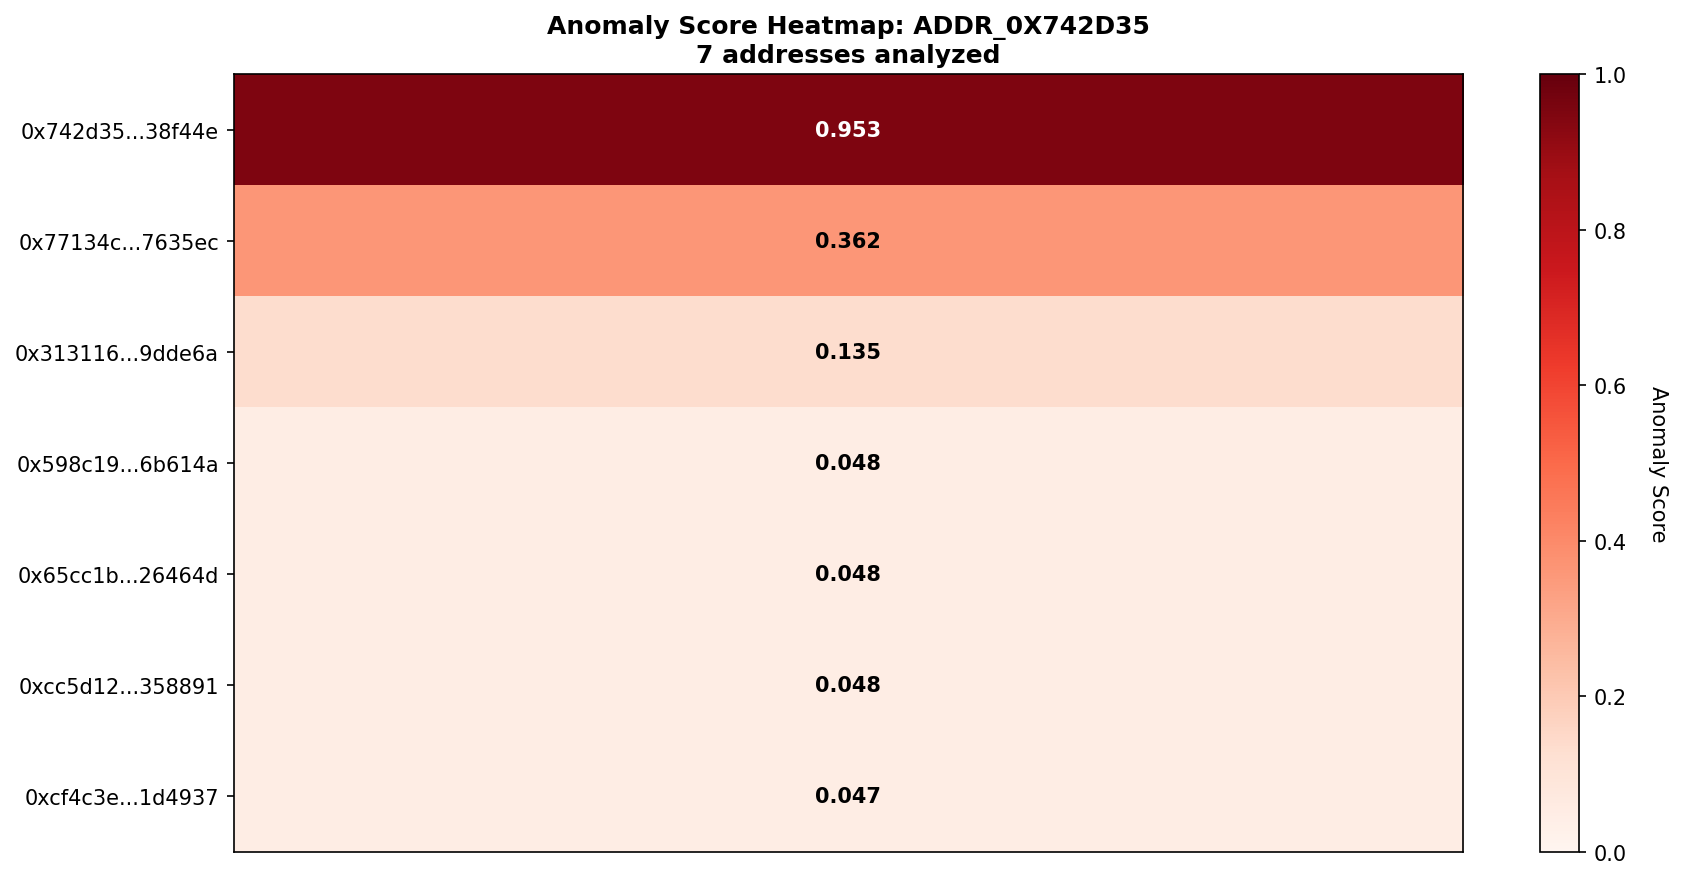 Anomaly Score Heatmap: ADDR_0X742D35
7 addresses analyzed
0x742d35...38f44e
0.953
0x77134c...7635ec
0.362
0x313116...9dde6a
0.135
0x598c19...6b614a
0.048
0x65cc1b...26464d
0.048
0xcc5d12...358891
0.048
0xcf4c3e...1d4937
0.047
1.0
0.8
0.6
0.4
0.2
0.0
Anomaly Score